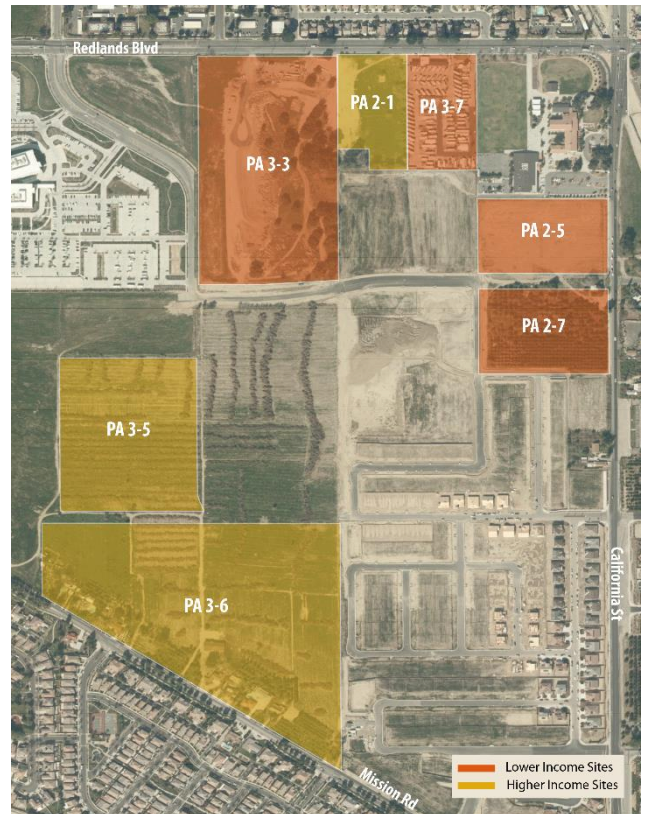 Redlands Blvd
PA 2-1
PA 3-7
PA 3-3
PA 2-5
PA 2-7
PA 3-5
PA 3-6
California St
Mission Rd
Lower Income Sites
Higher Income Sites